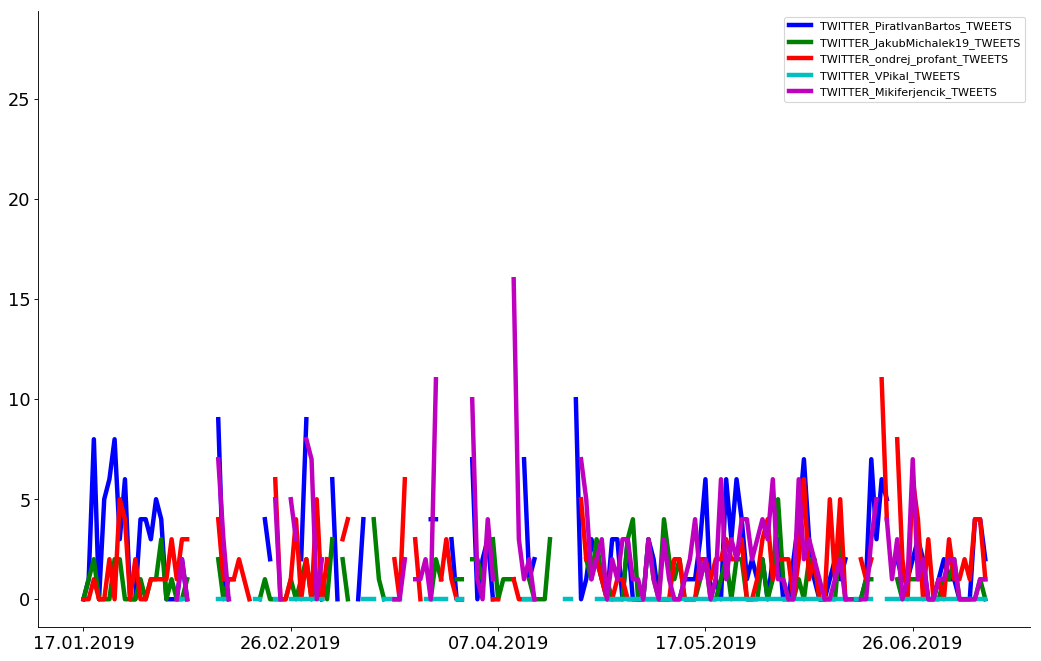 TWITTER_PiratIvanBartos_TWEETS
TWITTER_JakubMichalek19_TWEETS
TWITTER_ondrej_profant_TWEETS
TWITTER_VPikal_TWEETS
TWITTER_Mikiferjencik_TWEETS
25
20
15
10
5
0
17.01.2019 26.02.2019 07.04.2019 17.05.2019 26.06.2019